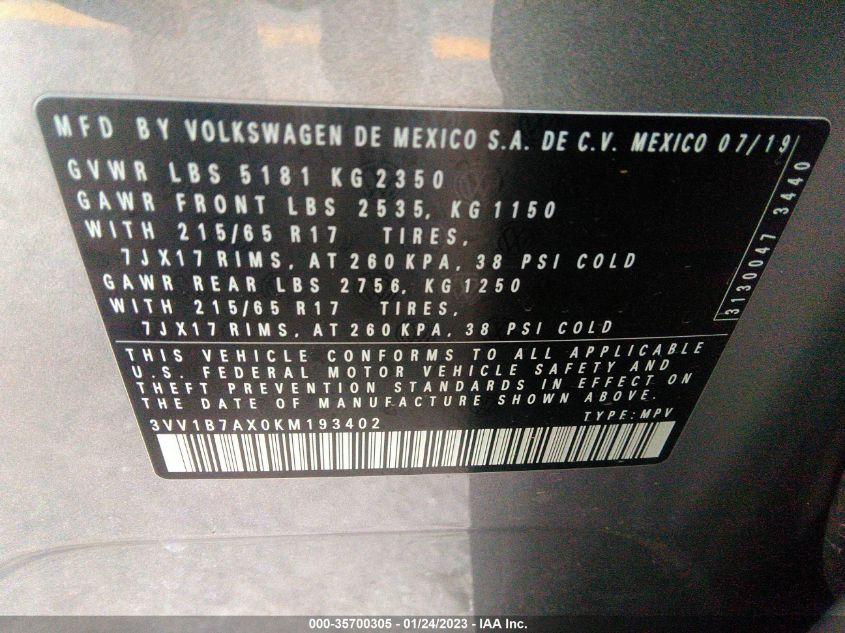 MFD BY VOLKSWAGEN DE MEXICO S.A. DE C.V. MEXICO 07/19
GVWR LBS 5181 KG 2350
GAWR FRONT LBS 2535, KG 1150
WITH 215/65 R17 TIRES,
7JX17 RIMS, AT 260 KPA, 38 PSI COLD
GAWR REAR LBS 2756, KG 1250
WITH 215/65 R17 TIRES,
7JX17 RIMS, AT 260 KPA, 38 PSI COLD
3130047 3440
THIS VEHICLE CONFORMS TO ALL APPLICABLE
U.S. FEDERAL MOTOR VEHICLE SAFETY AND
THEFT PREVENTION STANDARDS IN EFFECT ON
THE DATE OF MANUFACTURE SHOWN ABOVE.
3VV1B7AX0KM193402 TYPE: MPV
000-35700305 - 01/24/2023 - IAA Inc.